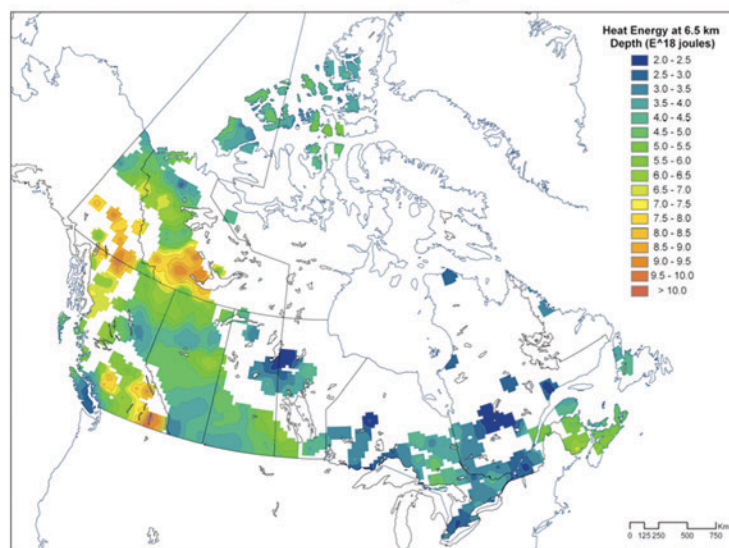 Heat Energy at 6.5 km
Depth (E^18 joules)
2.0 - 2.5
2.5 - 3.0
3.0 - 3.5
3.5 - 4.0
4.0 - 4.5
4.5 - 5.0
5.0 - 5.5
5.5 - 6.0
6.0 - 6.5
6.5 - 7.0
7.0 - 7.5
7.5 - 8.0
8.0 - 8.5
8.5 - 9.0
9.0 - 9.5
9.5 - 10.0
> 10.0
Km
0 125 250 500 750